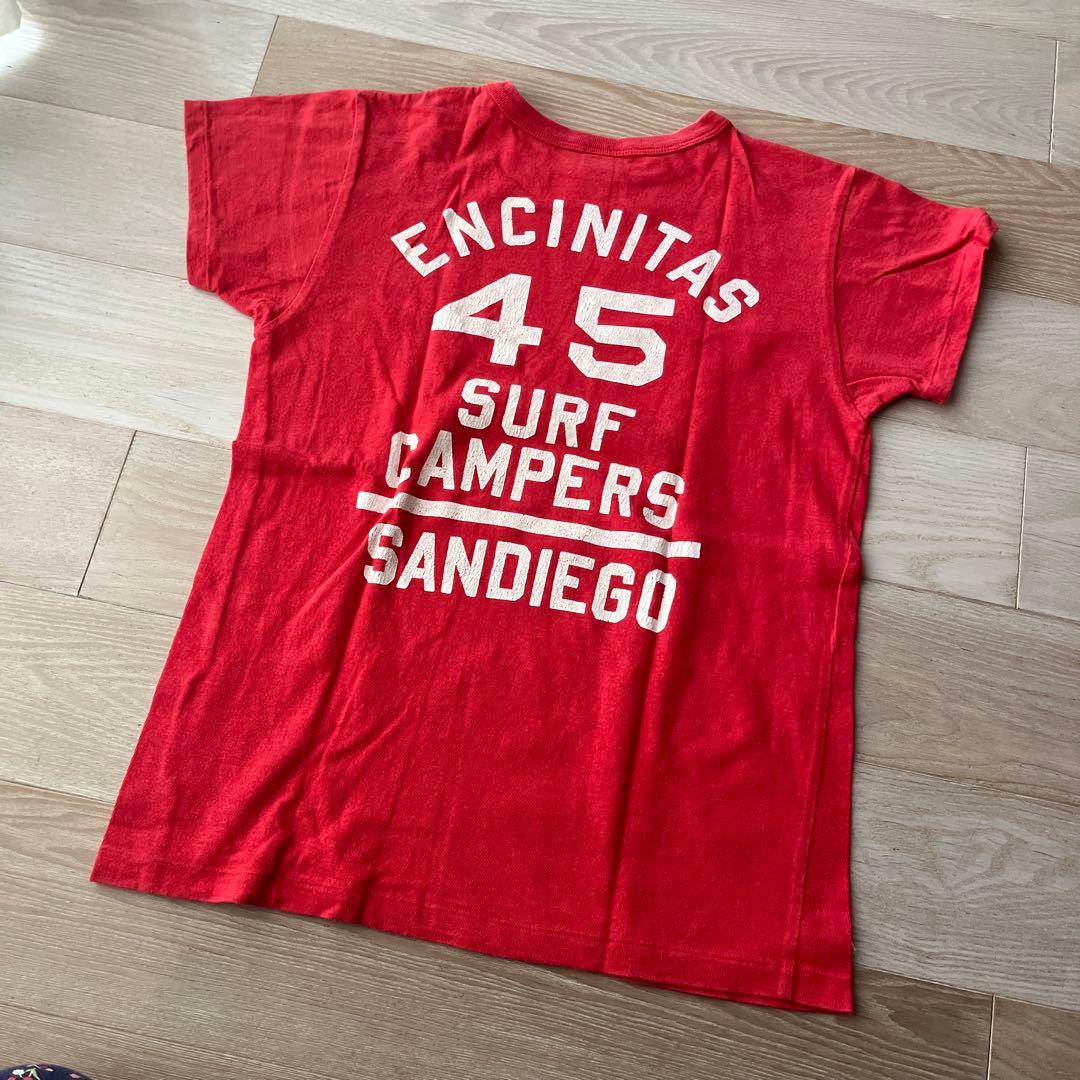 ENCINITAS
45
SURF
CAMPERS
SANDIEGO